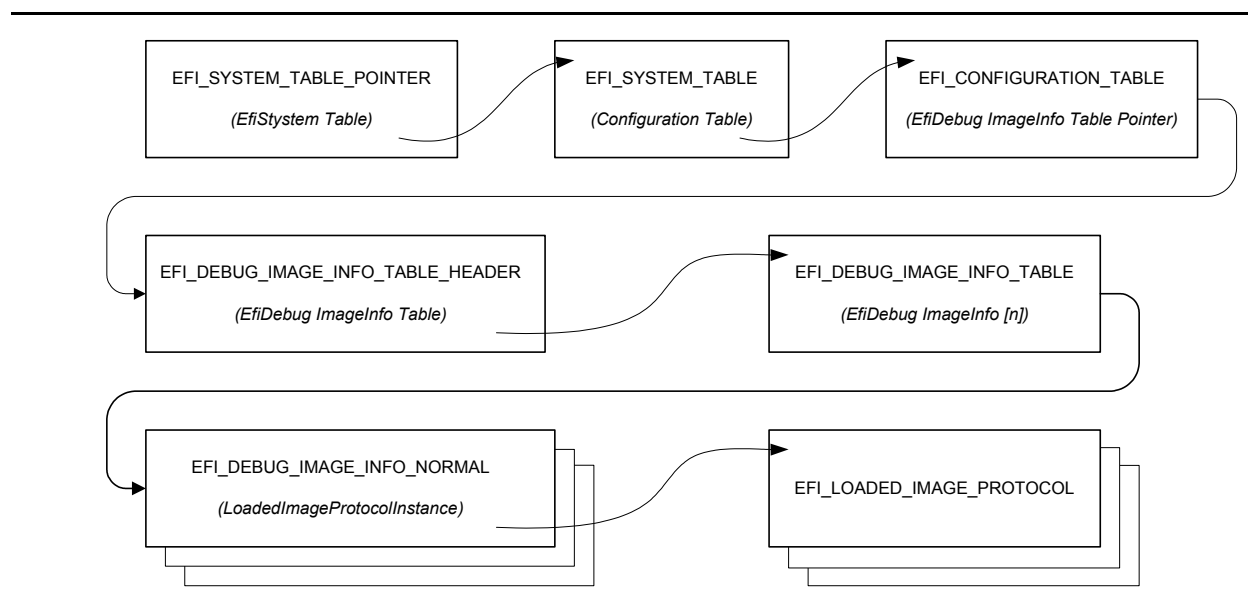 EFI_SYSTEM_TABLE_POINTER
(EfiStystem Table)
EFI_SYSTEM_TABLE
(Configuration Table)
EFI_CONFIGURATION_TABLE
(EfiDebug ImageInfo Table Pointer)
EFI_DEBUG_IMAGE_INFO_TABLE_HEADER
(EfiDebug ImageInfo Table)
EFI_DEBUG_IMAGE_INFO_TABLE
(EfiDebug ImageInfo [n])
EFI_DEBUG_IMAGE_INFO_NORMAL
(LoadedImageProtocolInstance)
EFI_LOADED_IMAGE_PROTOCOL